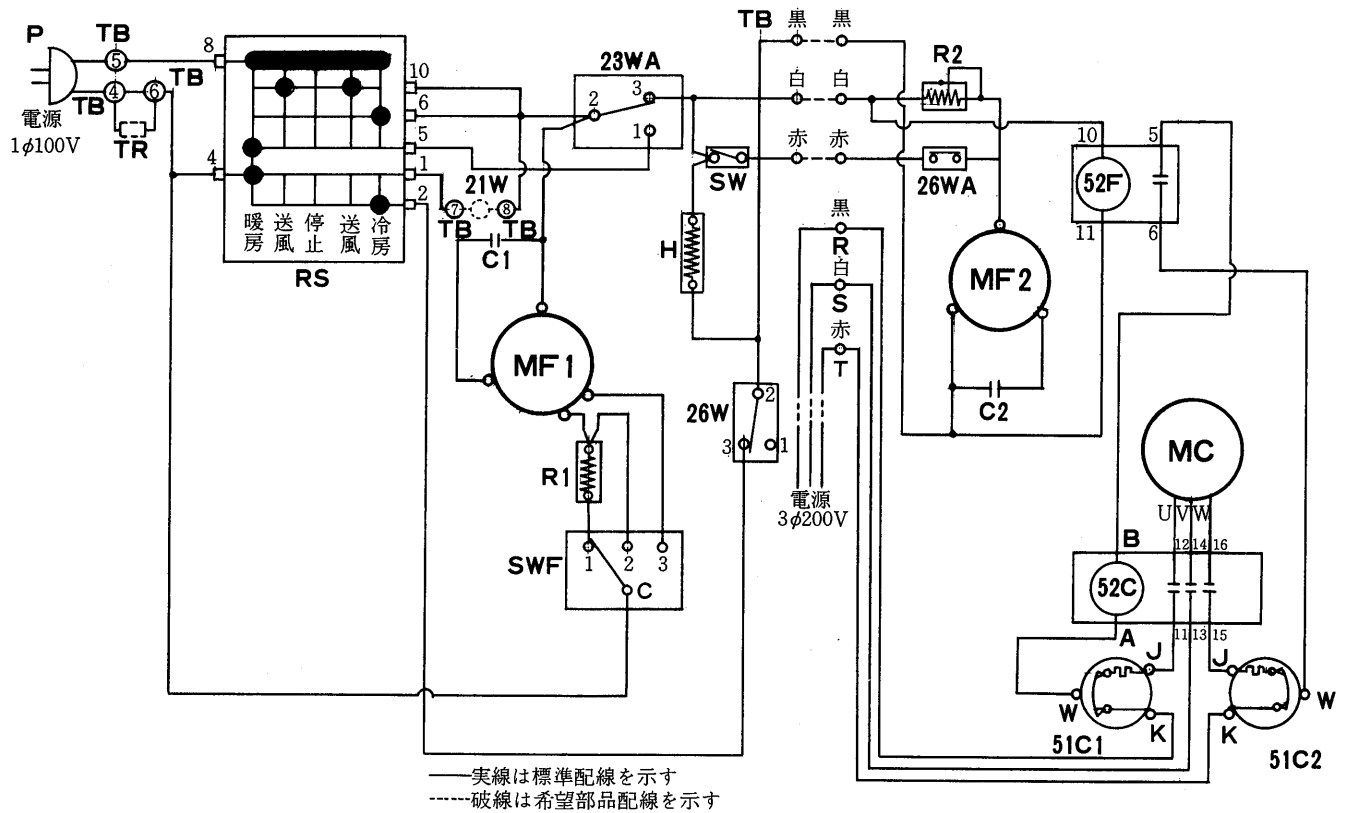 P
TB
5
電源
1φ100V
TB
4
6
TB
TR
8
4
10
6
5
1
2
暖房
送風
停止
送風
冷房
RS
21W
7
8
TB
TB
C1
MF1
R1
SWF
1
2
3
C
23WA
2
3
1
SW
H
26W
2
3
1
TB
黒
黒
白
白
赤
赤
黒
R
白
S
赤
T
電源
3φ200V
R2
26WA
MF2
C2
10
5
52F
11
6
MC
U V W
12 14 16
B
52C
A
11 13 15
J
J
W
K
K
W
51C1
51C2
——実線は標準配線を示す
-----破線は希望部品配線を示す